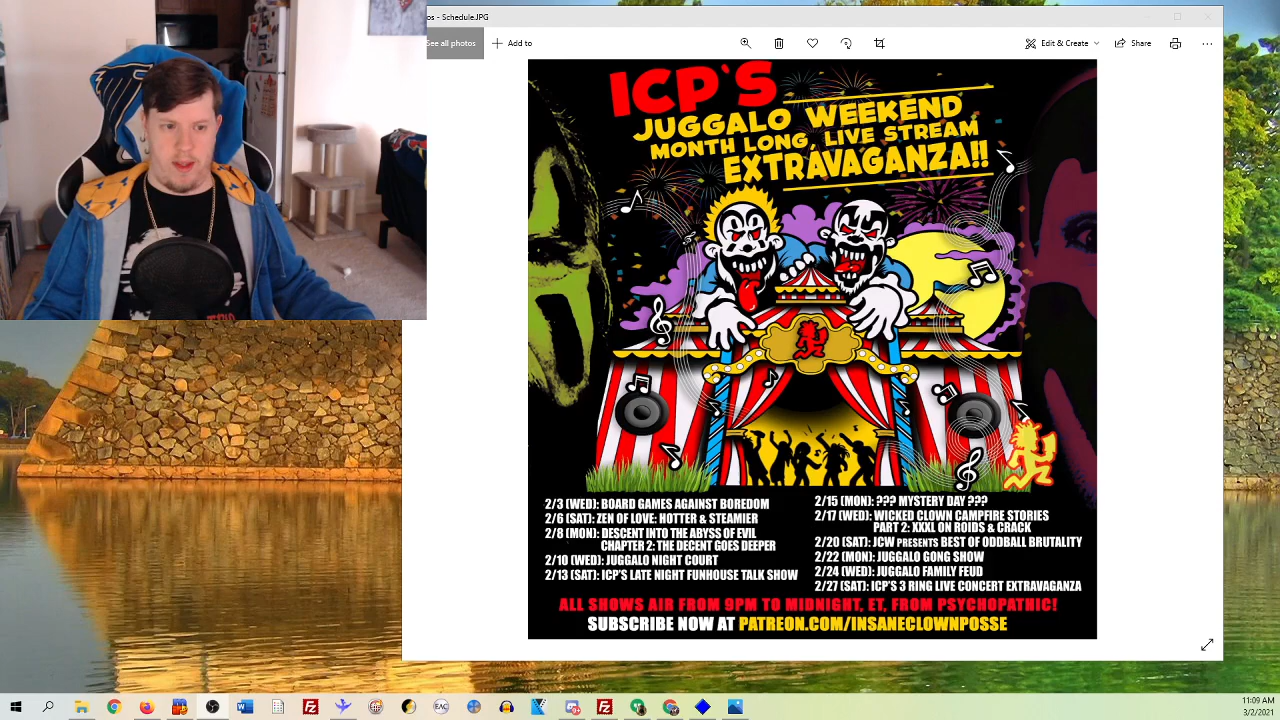 os - Schedule.JPG
See all photos
Add to
Edit & Create
Share
ICP'S
JUGGALO WEEKEND
MONTH LONG, LIVE STREAM
EXTRAVAGANZA!!
2/3 (WED): BOARD GAMES AGAINST BOREDOM
2/6 (SAT): ZEN OF LOVE: HOTTER & STEAMIER
2/8 (MON): DESCENT INTO THE ABYSS OF EVIL
CHAPTER 2: THE DECENT GOES DEEPER
2/10 (WED): JUGGALO NIGHT COURT
2/13 (SAT): ICP'S LATE NIGHT FUNHOUSE TALK SHOW
2/15 (MON): ??? MYSTERY DAY ???
2/17 (WED): WICKED CLOWN CAMPFIRE STORIES
PART 2: XXXL ON ROIDS & CRACK
2/20 (SAT): JCW PRESENTS BEST OF ODDBALL BRUTALITY
2/22 (MON): JUGGALO GONG SHOW
2/24 (WED): JUGGALO FAMILY FEUD
2/27 (SAT): ICP'S 3 RING LIVE CONCERT EXTRAVAGANZA
ALL SHOWS AIR FROM 9PM TO MIDNIGHT, ET, FROM PSYCHOPATHIC!
SUBSCRIBE NOW AT PATREON.COM/INSANECLOWNPOSSE
EAC
11:09 AM
3/2/2021